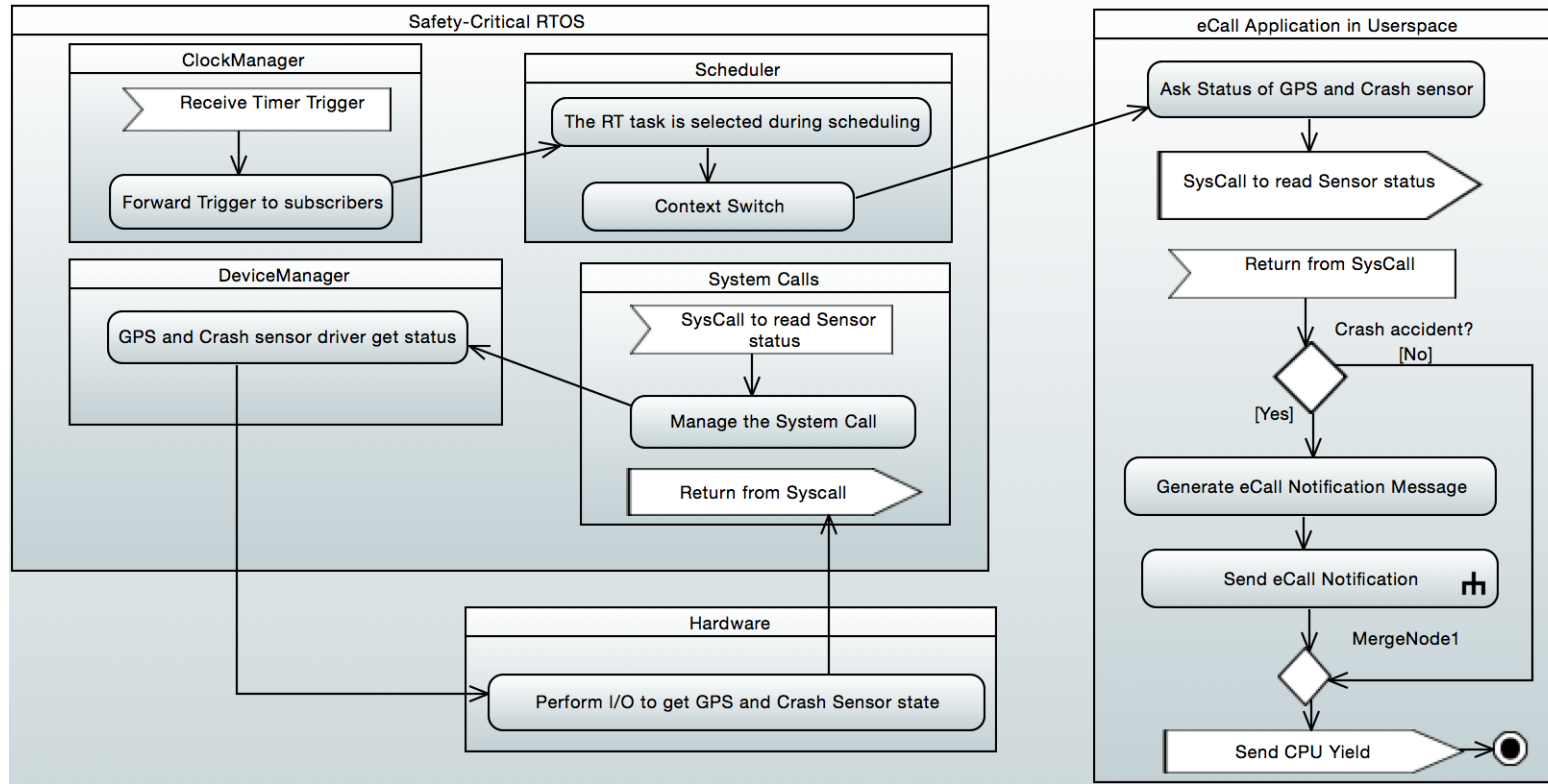 Safety-Critical RTOS
ClockManager
Receive Timer Trigger
Forward Trigger to subscribers
Scheduler
The RT task is selected during scheduling
Context Switch
DeviceManager
GPS and Crash sensor driver get status
System Calls
SysCall to read Sensor
status
Manage the System Call
Return from Syscall
Hardware
Perform I/O to get GPS and Crash Sensor state
eCall Application in Userspace
Ask Status of GPS and Crash sensor
SysCall to read Sensor status
Return from SysCall
Crash accident?
[No]
[Yes]
Generate eCall Notification Message
Send eCall Notification
MergeNode1
Send CPU Yield